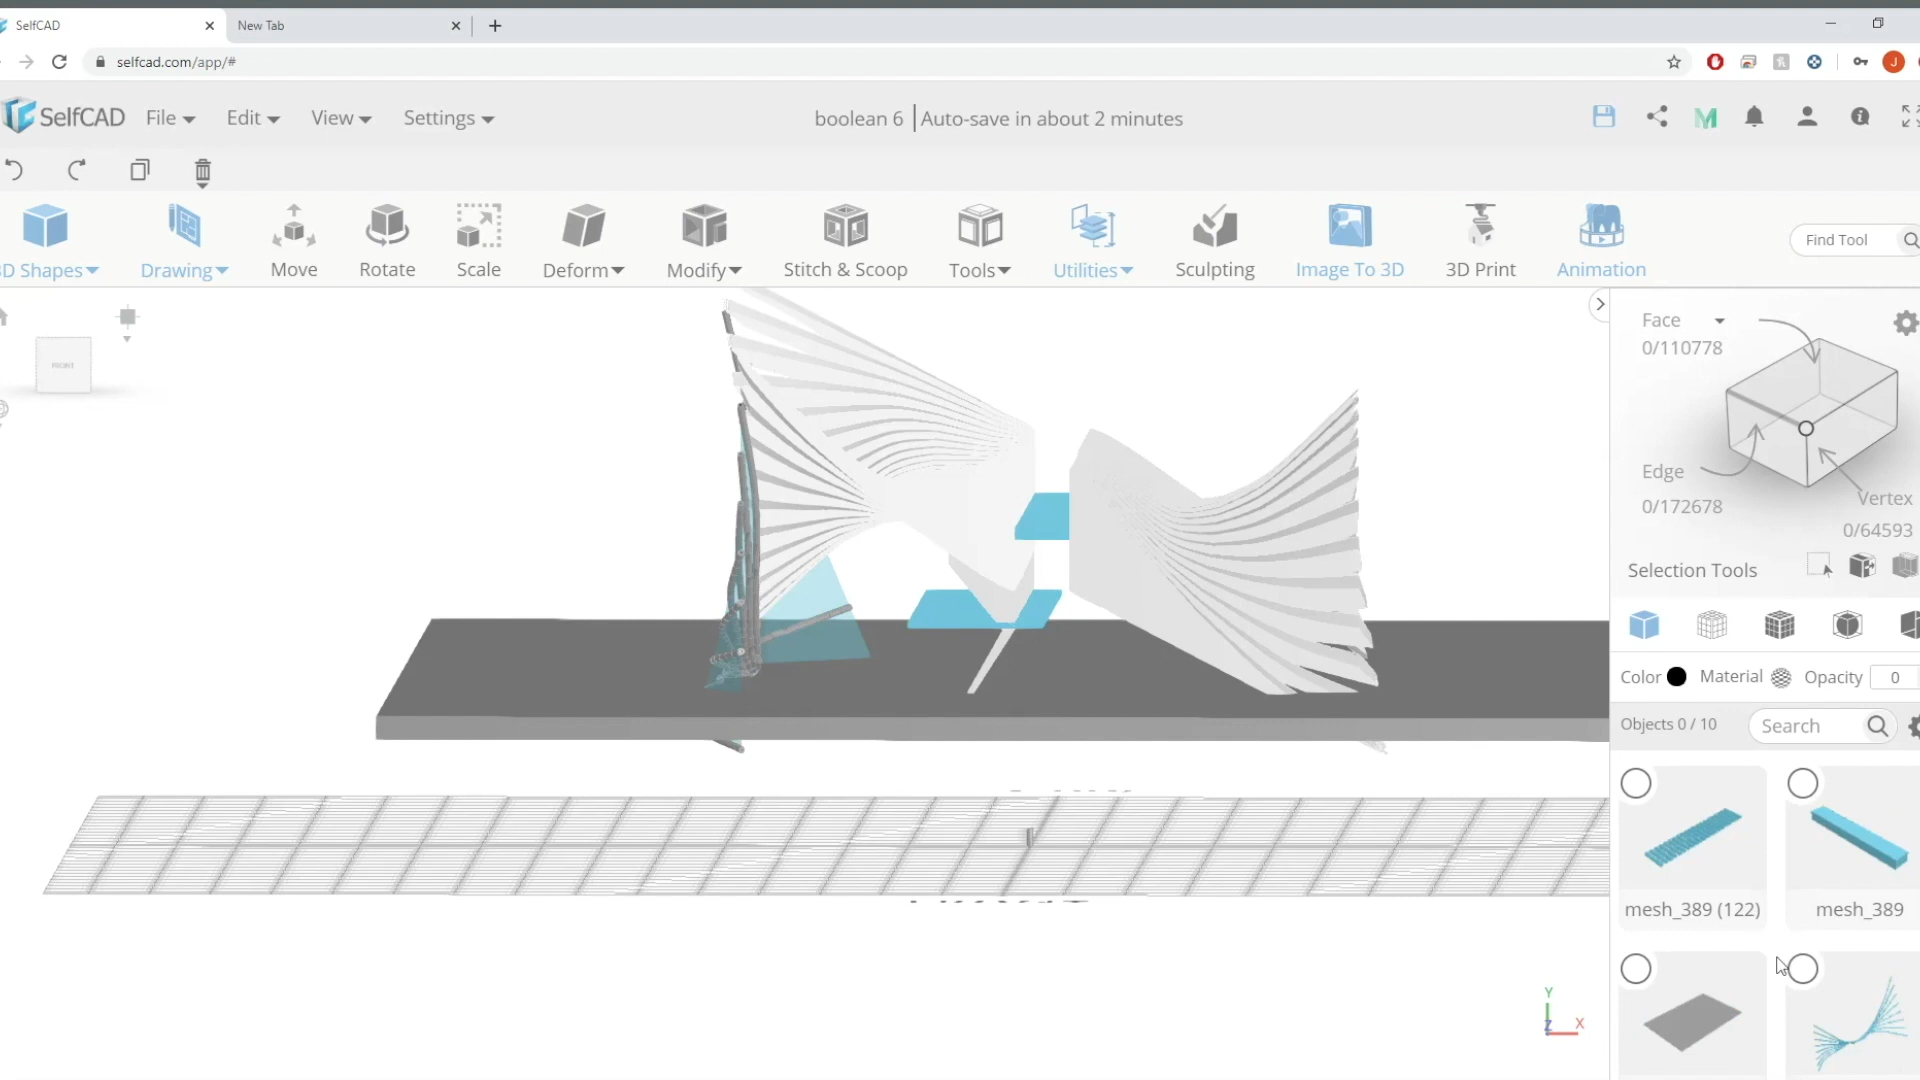 SelfCAD
New Tab
selfcad.com/app/#
SelfCAD
File
Edit
View
Settings
boolean 6
Auto-save in about 2 minutes
D Shapes
Drawing
Move
Rotate
Scale
Deform
Modify
Stitch & Scoop
Tools
Utilities
Sculpting
Image To 3D
3D Print
Animation
Find Tool
FRONT
Face
0/110778
Edge
0/172678
Vertex
0/64593
Selection Tools
Color
Material
Opacity
0
Objects 0 / 10
Search
mesh_389 (122)
mesh_389
Y
Z
X
J